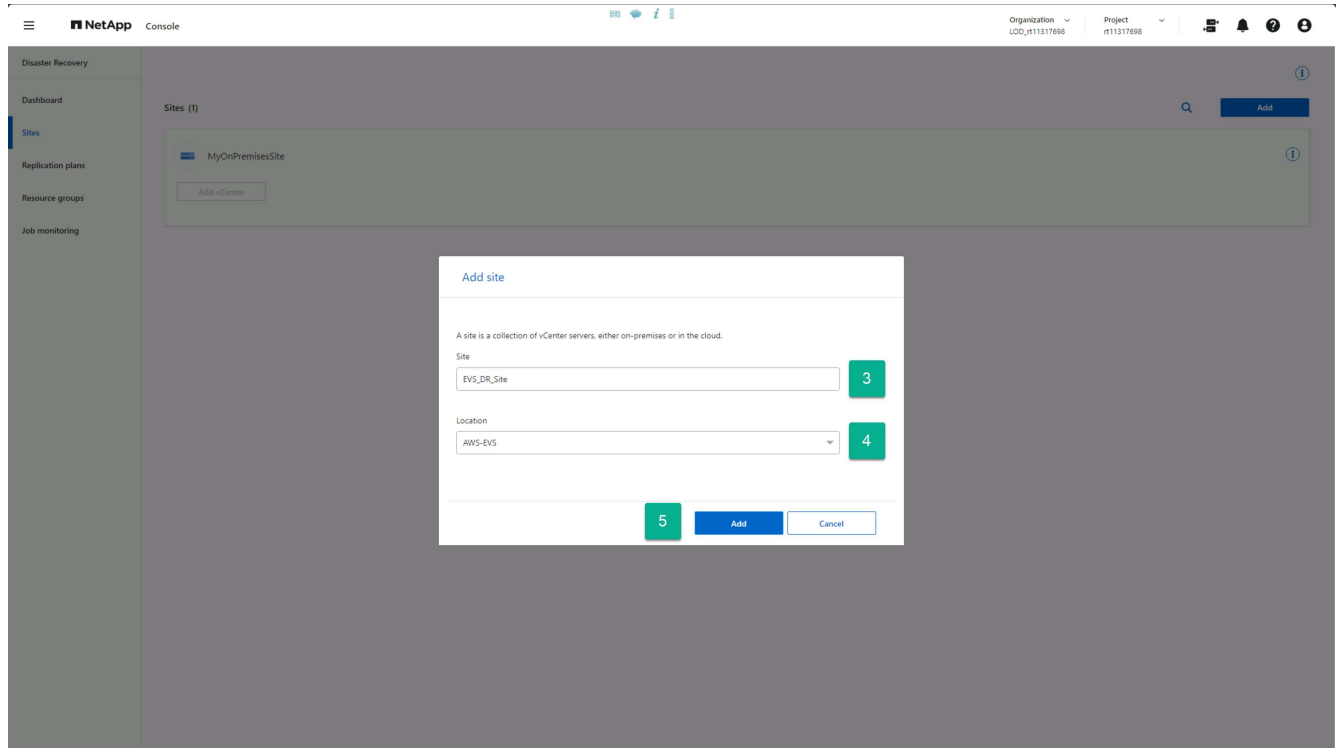 NetApp Console
Organization
LOD_rt11317698
Project
rt11317698
Disaster Recovery
Dashboard
Sites
Replication plans
Resource groups
Job monitoring
Sites (1)
Add
MyOnPremisesSite
Add vCenter
Add site
A site is a collection of vCenter servers, either on-premises or in the cloud.
Site
EVS_DR_Site
3
Location
AWS-EVS
4
5
Add
Cancel